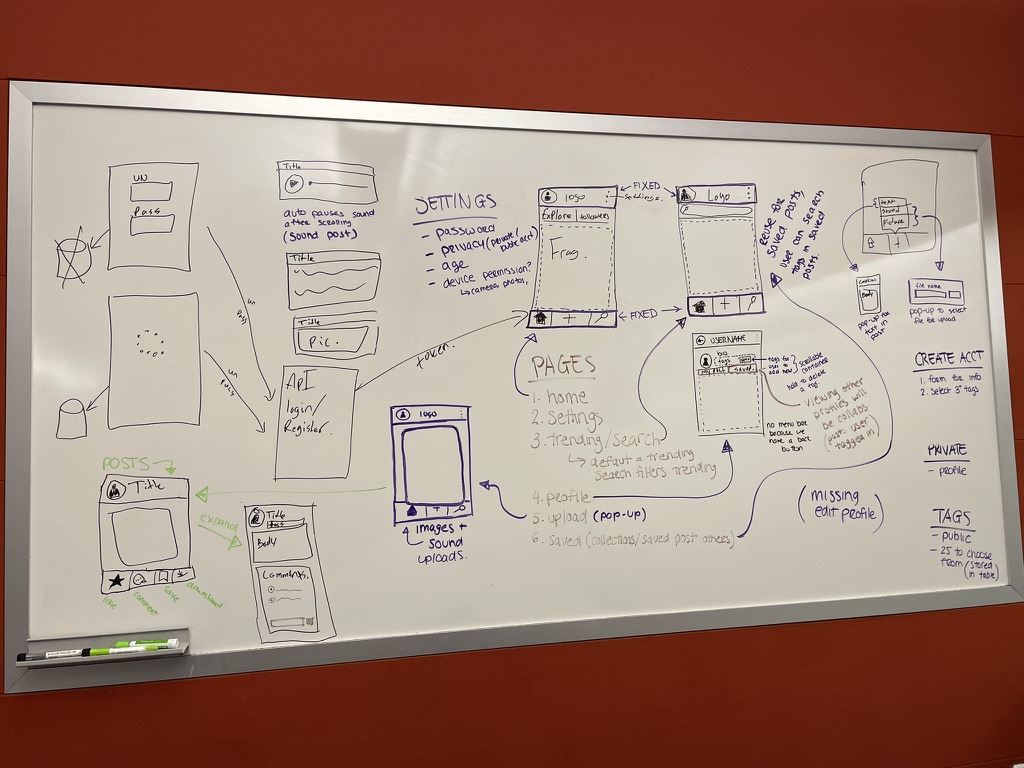 UN
Pass
un
pass
un
pass
Title
auto pauses sound
after scrolling
(sound post)
Title
Title
Pic.
API
login/
Register.
token.
SETTINGS
- password
- privacy (private/
public acct)
- age
- device permission?
↳ camera, photos,
logo
Explore
followers
Frag.
← FIXED →
settings.
← FIXED →
Logo
reuse for
saved posts,
user can search
tags in saved
posts
text
sound
picture
+
pop-up for
text in
post
Body
file name
pop-up to select
file for upload
PAGES
1. home
2. Settings
3. trending/search
↳ defaut = trending
search filters trending
4. profile
5. upload (pop-up)
6. Saved (collections/saved post others)
USERNAME
bio
tags
saved
tags for
user to
add new
scrollable
container
hold to delete
a tag.
no menu bar
because we
have a back
button
viewing other
profiles will
be collabs
(posts user
tagged in)
(missing
edit profile)
CREATE ACCT
1. form for info
2. select 3 tags
PRIVATE
- profile
TAGS
- public
- 25 to choose
from (stored
in table)
logo
images +
sound
uploads.
POSTS
Title
like
comment
save
download
expand
Title
Body
Comments.